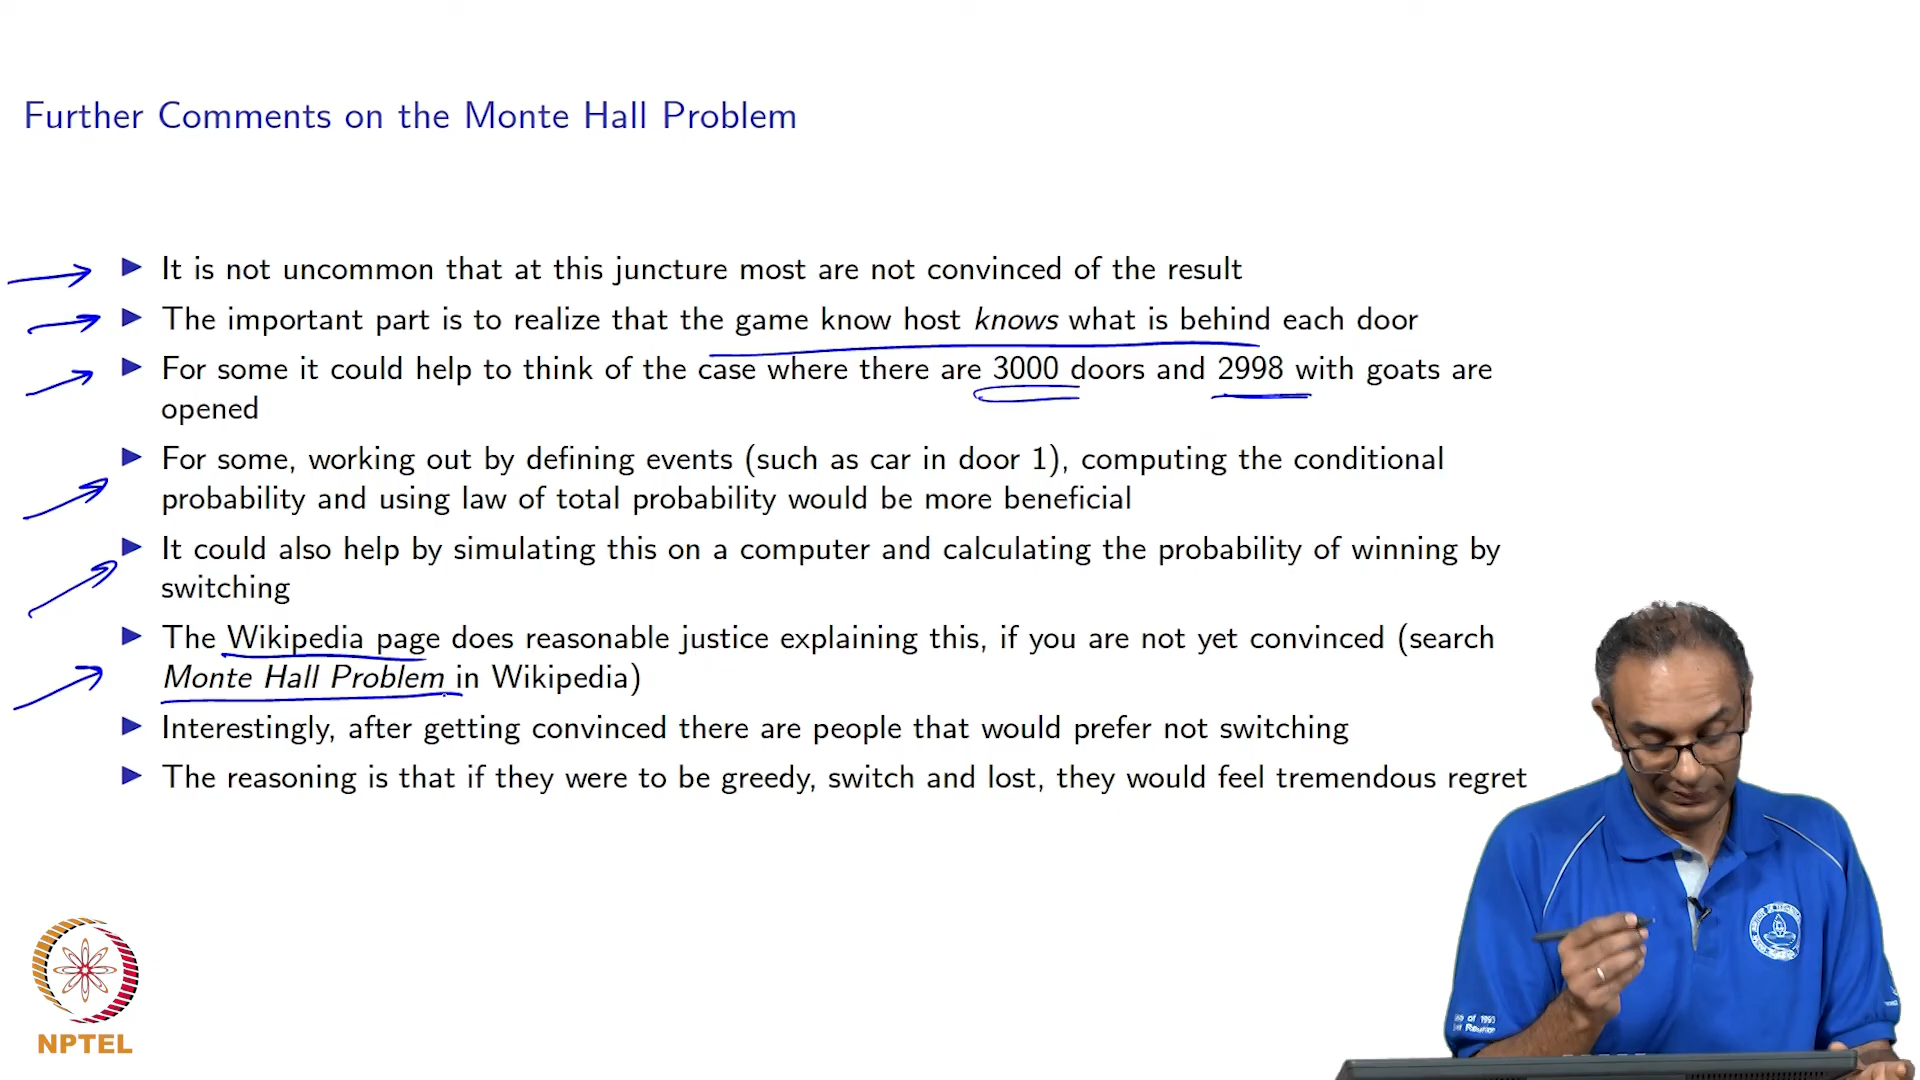 Further Comments on the Monte Hall Problem
▶ It is not uncommon that at this juncture most are not convinced of the result
▶ The important part is to realize that the game know host knows what is behind each door
▶ For some it could help to think of the case where there are 3000 doors and 2998 with goats are
opened
▶ For some, working out by defining events (such as car in door 1), computing the conditional
probability and using law of total probability would be more beneficial
▶ It could also help by simulating this on a computer and calculating the probability of winning by
switching
▶ The Wikipedia page does reasonable justice explaining this, if you are not yet convinced (search
Monte Hall Problem in Wikipedia)
▶ Interestingly, after getting convinced there are people that would prefer not switching
▶ The reasoning is that if they were to be greedy, switch and lost, they would feel tremendous regret
NPTEL
of 1993
Reunion